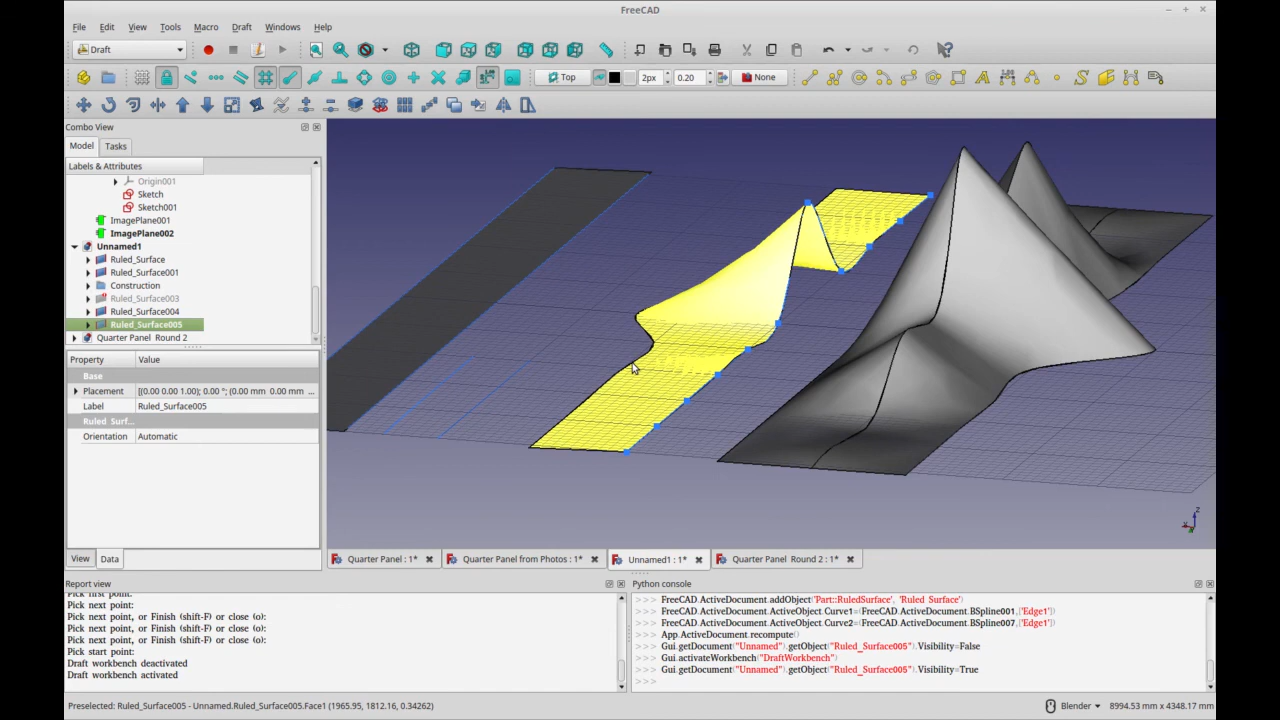 FreeCAD
File Edit View Tools Macro Draft Windows Help
Draft
Top 2px 0.20 None
Combo View
Model Tasks
Labels & Attributes
Origin001
Sketch
Sketch001
ImagePlane001
ImagePlane002
Unnamed1
Ruled_Surface
Ruled_Surface001
Construction
Ruled_Surface003
Ruled_Surface004
Ruled_Surface005
Quarter Panel Round 2
Property Value
Base
Placement [(0.00 0.00 1.00); 0.00 °; (0.00 mm 0.00 mm ...
Label Ruled_Surface005
Ruled Surf...
Orientation Automatic
View Data
Quarter Panel : 1* Quarter Panel from Photos : 1* Unnamed1 : 1* Quarter Panel Round 2 : 1*
Report view
Pick first point:
Pick next point:
Pick next point, or Finish (shift-F) or close (o):
Pick next point, or Finish (shift-F) or close (o):
Pick next point, or Finish (shift-F) or close (o):
Pick start point:
Draft workbench deactivated
Draft workbench activated
Python console
>>> FreeCAD.ActiveDocument.addObject('Part::RuledSurface', 'Ruled Surface')
>>> FreeCAD.ActiveDocument.ActiveObject.Curve1=(FreeCAD.ActiveDocument.BSpline001,['Edge1'])
>>> FreeCAD.ActiveDocument.ActiveObject.Curve2=(FreeCAD.ActiveDocument.BSpline007,['Edge1'])
>>> App.ActiveDocument.recompute()
>>> Gui.getDocument("Unnamed").getObject("Ruled_Surface005").Visibility=False
>>> Gui.activateWorkbench("DraftWorkbench")
>>> Gui.getDocument("Unnamed").getObject("Ruled_Surface005").Visibility=True
>>>
Preselected: Ruled_Surface005 - Unnamed.Ruled_Surface005.Face1 (1965.95, 1812.16, 0.34262) Blender 8994.53 mm x 4348.17 mm